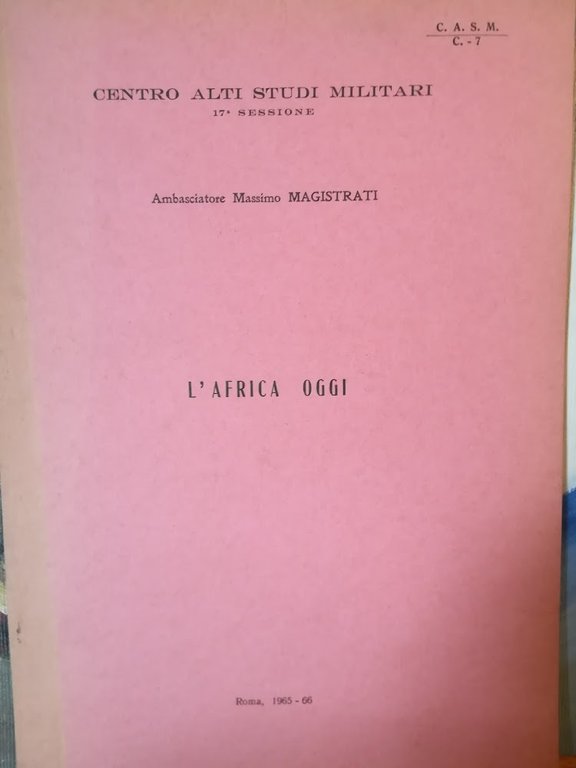 C. A. S. M.
C. - 7
CENTRO ALTI STUDI MILITARI
17ª SESSIONE
Ambasciatore Massimo MAGISTRATI
L'AFRICA OGGI
Roma, 1965 - 66